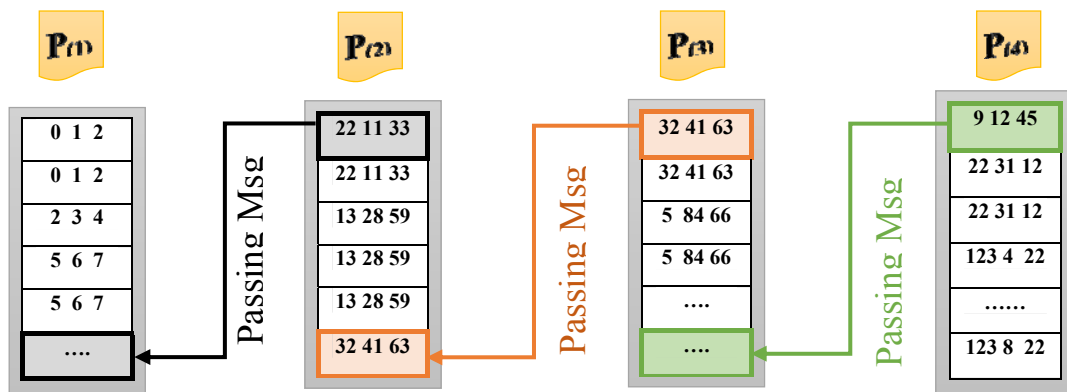 P(1)
P(2)
P(3)
P(4)
0 1 2
0 1 2
2 3 4
5 6 7
5 6 7
....
Passing Msg
22 11 33
22 11 33
13 28 59
13 28 59
13 28 59
32 41 63
Passing Msg
32 41 63
32 41 63
5 84 66
5 84 66
....
....
Passing Msg
9 12 45
22 31 12
22 31 12
123 4 22
......
123 8 22